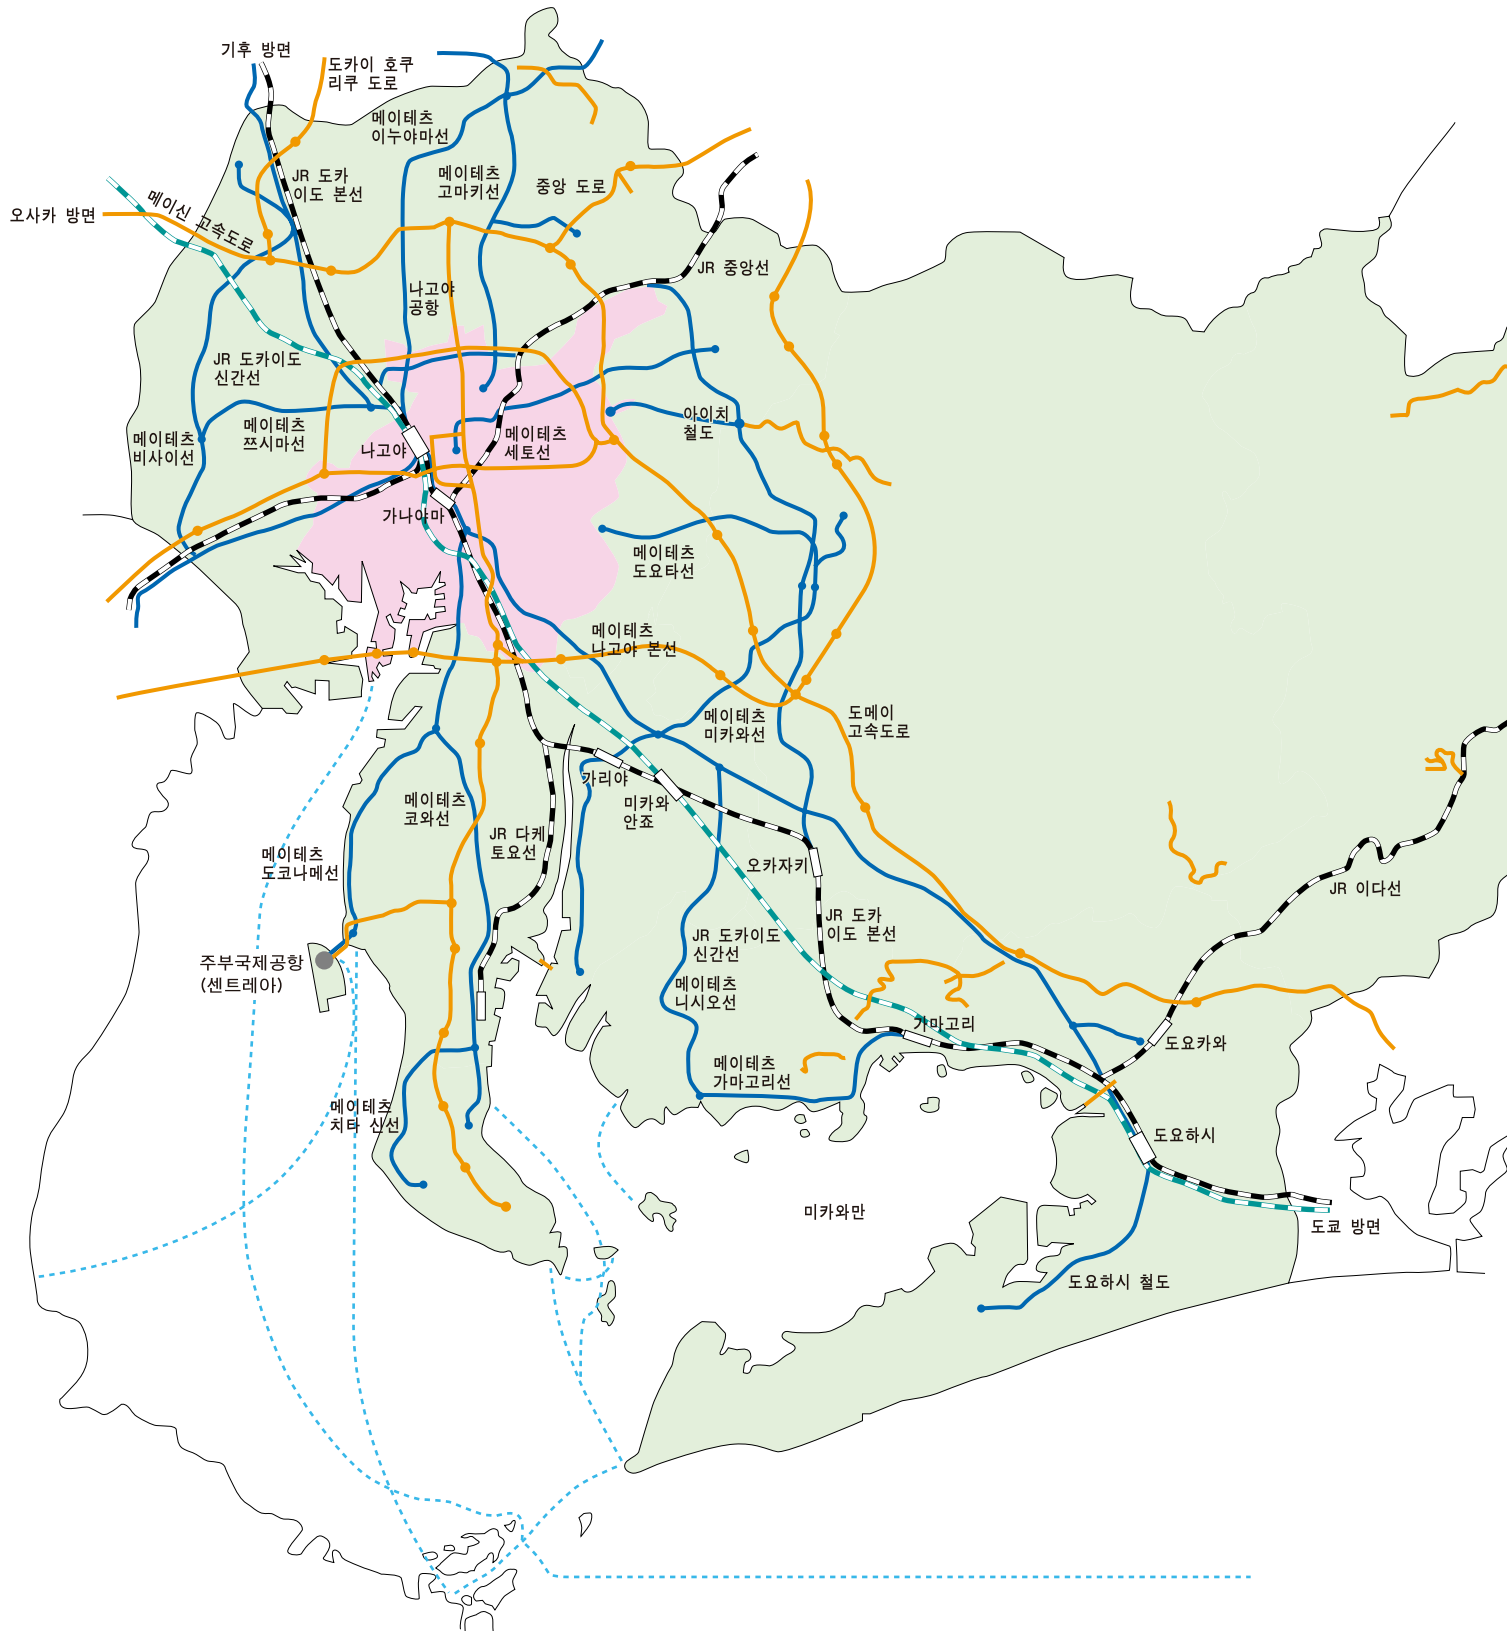 기후 방면
도카이 호쿠
리쿠 도로
메이테츠
이누야마선
JR 도카
이도 본선
메이테츠
고마키선
중앙 도로
오사카 방면
메이신 고속도로
JR 중앙선
나고야
공항
JR 도카이도
신간선
메이테츠
쯔시마선
메이테츠
비사이선
나고야
메이테츠
세토선
아이치
철도
가나야마
메이테츠
도요타선
메이테츠
나고야 본선
메이테츠
미카와선
도메이
고속도로
가리야
미카와
안죠
메이테츠
코와선
JR 다케
토요선
메이테츠
도코나메선
오카자키
JR 이다선
JR 도카
이도 본선
JR 도카이도
신간선
주부국제공항
(센트레아)
메이테츠
니시오선
가마고리
도요카와
메이테츠
가마고리선
메이테츠
치타 신선
도요하시
미카와만
도쿄 방면
도요하시 철도